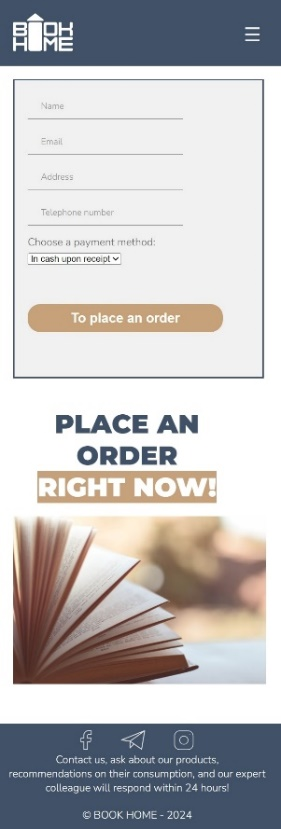 BOOK
HOME
Name
Email
Address
Telephone number
Choose a payment method:
In cash upon receipt
To place an order
PLACE AN
ORDER
RIGHT NOW!
Contact us, ask about our products,
recommendations on their consumption, and our expert
colleague will respond within 24 hours!
© BOOK HOME - 2024